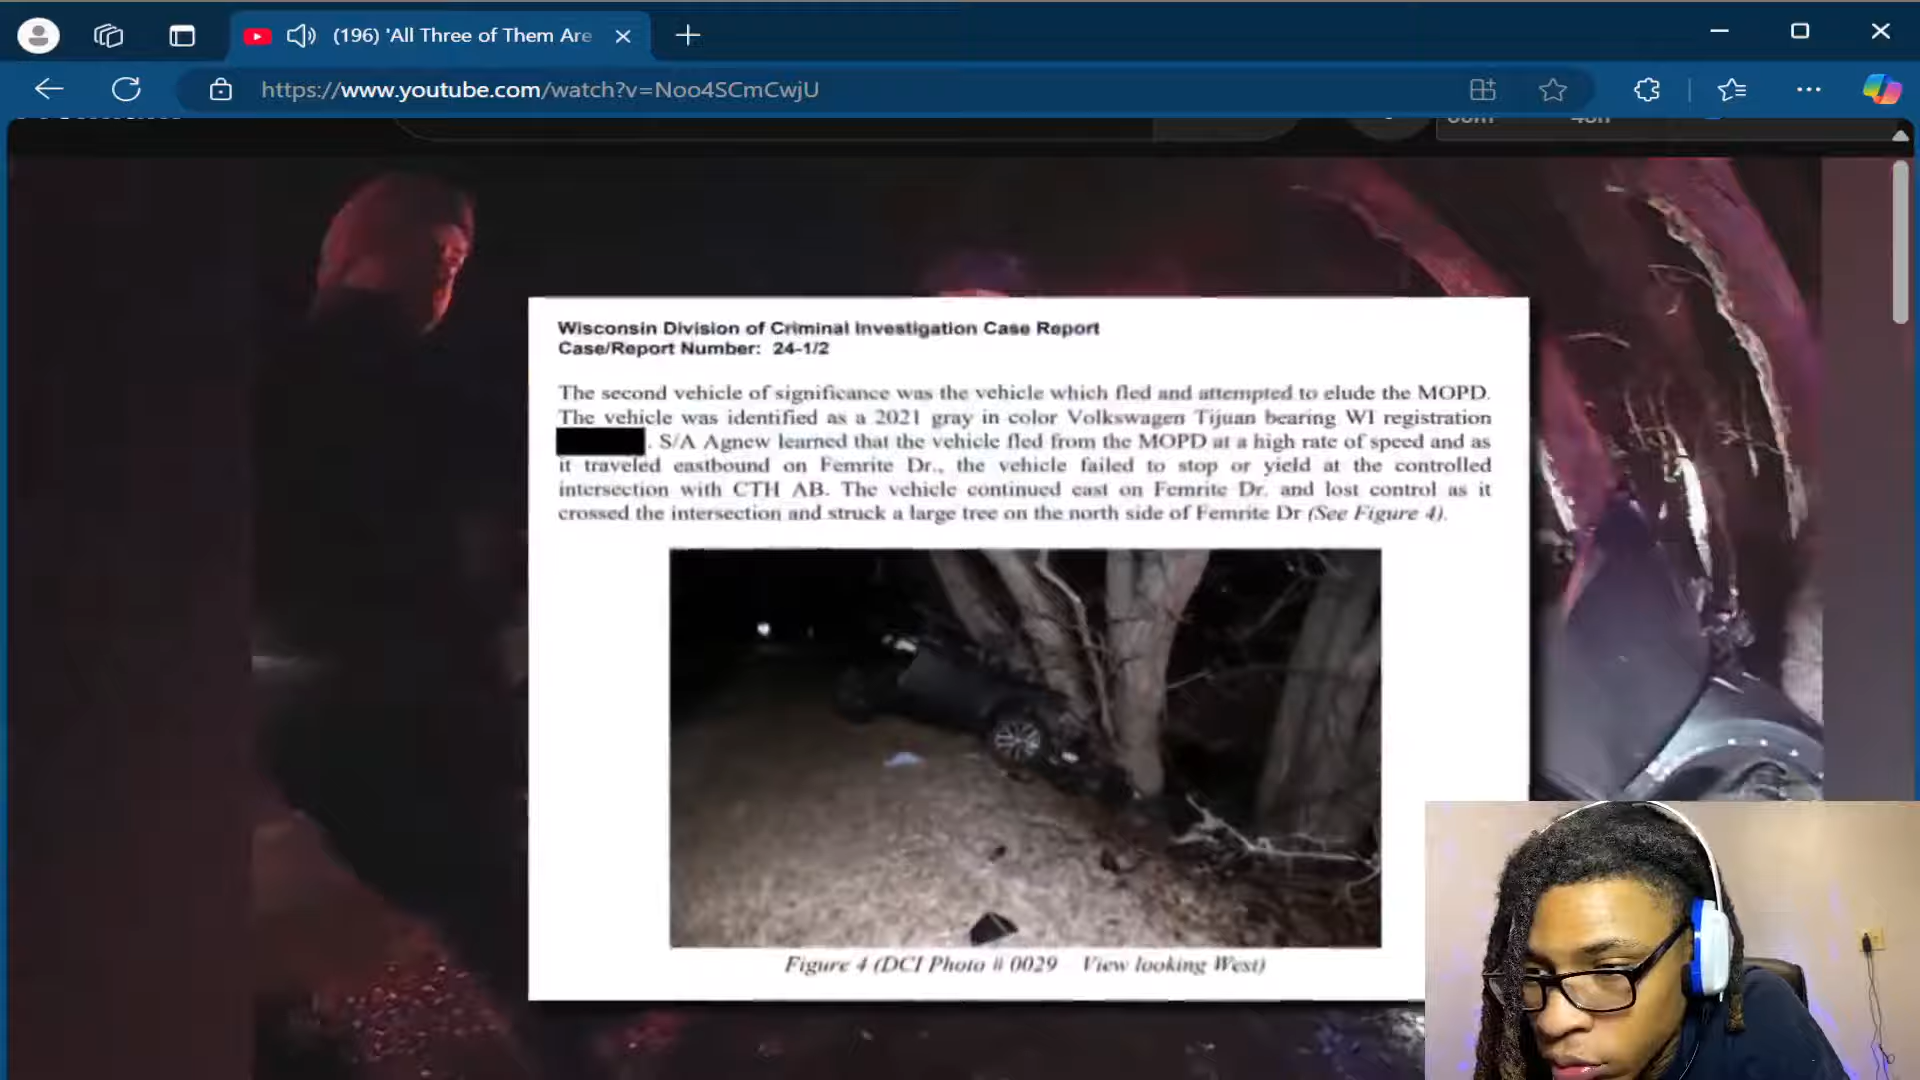 (196) 'All Three of Them Are
https://www.youtube.com/watch?v=Noo4SCmCwjU
Wisconsin Division of Criminal Investigation Case Report
Case/Report Number: 24-1/2
The second vehicle of significance was the vehicle which fled and attempted to elude the MOPD.
The vehicle was identified as a 2021 gray in color Volkswagen Tijuan bearing WI registration
. S/A Agnew learned that the vehicle fled from the MOPD at a high rate of speed and as
it traveled eastbound on Femrite Dr., the vehicle failed to stop or yield at the controlled
intersection with CTH AB. The vehicle continued east on Femrite Dr. and lost control as it
crossed the intersection and struck a large tree on the north side of Femrite Dr (See Figure 4).
Figure 4 (DCI Photo # 0029 View looking West)